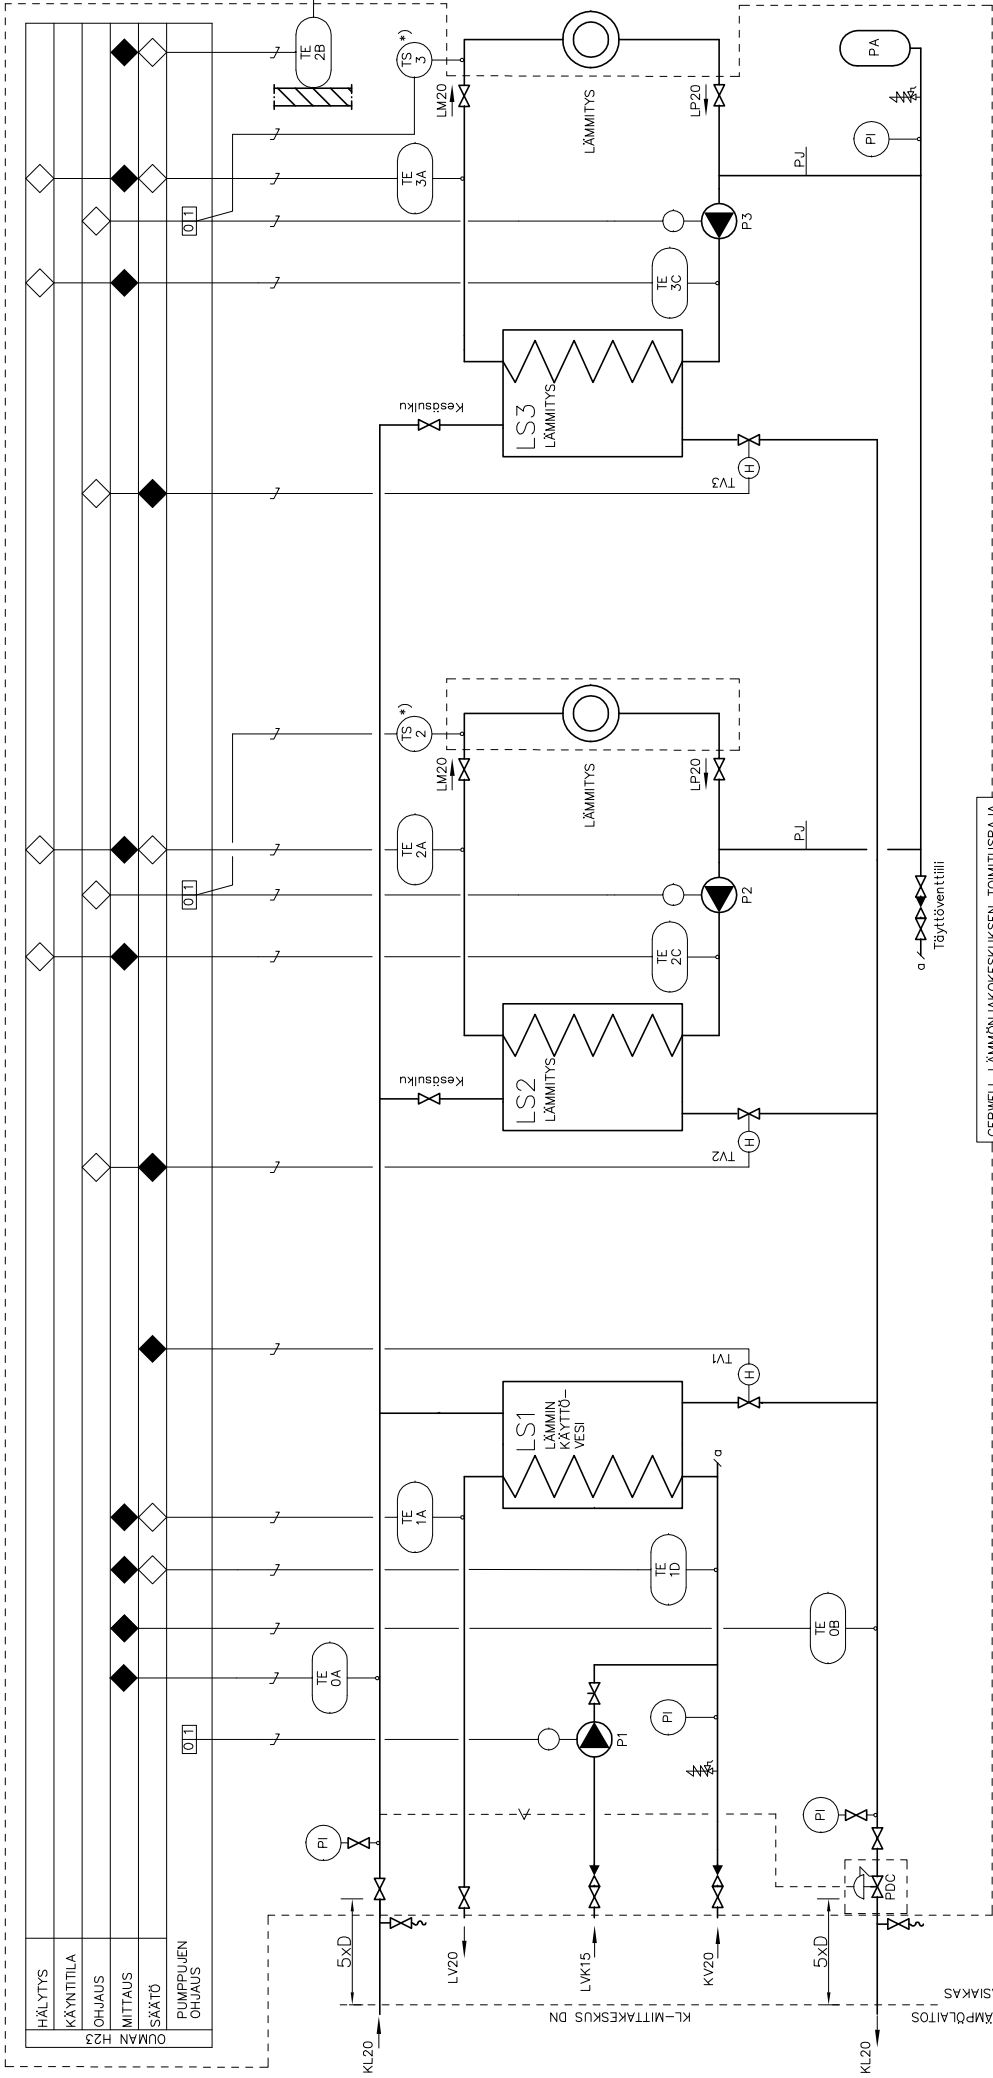 HÄLYTYS
KÄYNTITILA
OHJAUS
MITTAUS
SÄÄTÖ
PUMPPUJEN
OHJAUS
OUMAN H23
0 1
0 1
0 1
TE
2B
TS
3
*)
LM20
TE
3A
LÄMMITYS
LP20
PA
PI
PJ
P3
TE
3C
LS3
LÄMMITYS
Kesäsulku
H
TV3
TS
2
*)
LM20
TE
2A
LÄMMITYS
LP20
PJ
P2
TE
2C
LS2
LÄMMITYS
Kesäsulku
H
TV2
a
Täyttöventtiili
TV1
H
LS1
LÄMMIN
KÄYTTÖ-
VESI
a
TE
1A
TE
1D
TE
0B
TE
0A
PI
P1
PI
PI
PDC
5xD
5xD
LV20
LVK15
KV20
KL20
KL20
KL-MITTAKESKUS DN